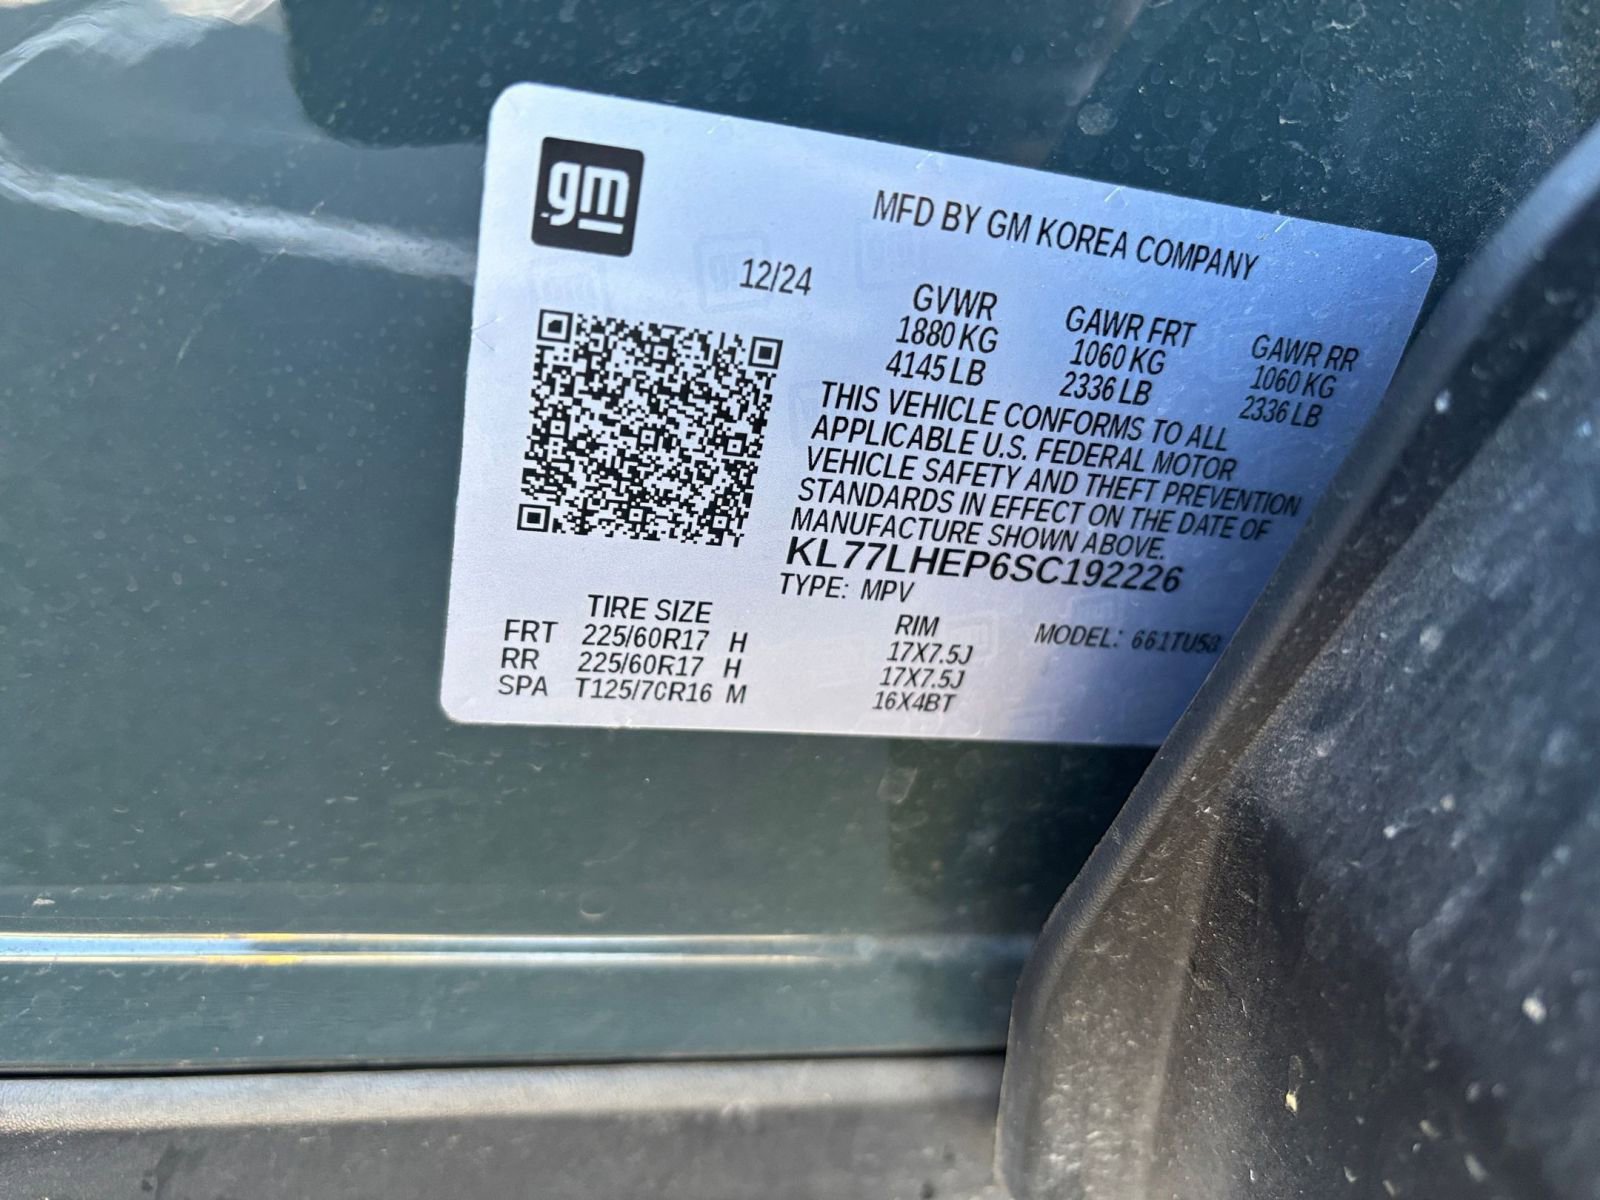 gm
MFD BY GM KOREA COMPANY
12/24
GVWR GAWR FRT GAWR RR
1880 KG 1060 KG 1060 KG
4145 LB 2336 LB 2336 LB
THIS VEHICLE CONFORMS TO ALL
APPLICABLE U.S. FEDERAL MOTOR
VEHICLE SAFETY AND THEFT PREVENTION
STANDARDS IN EFFECT ON THE DATE OF
MANUFACTURE SHOWN ABOVE.
KL77LHEP6SC192226
TYPE: MPV
TIRE SIZE RIM MODEL: 661TU58
FRT 225/60R17 H 17X7.5J
RR 225/60R17 H 17X7.5J
SPA T125/70R16 M 16X4BT